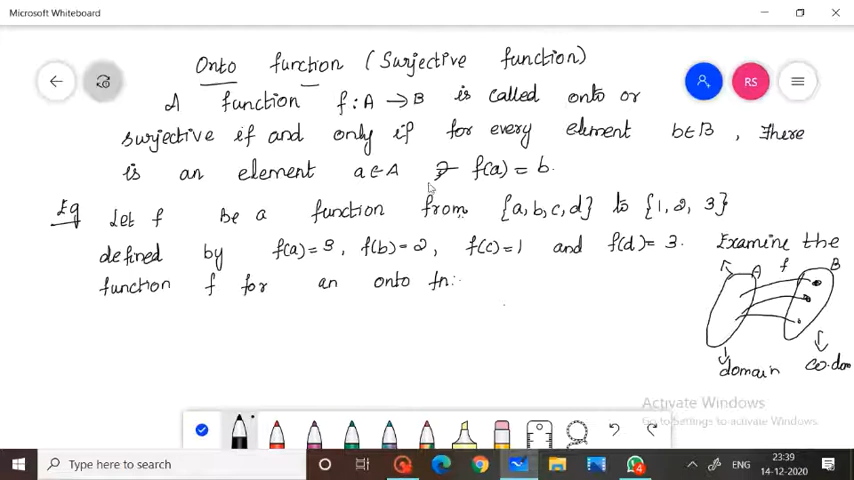 Microsoft Whiteboard
Onto function (Surjective function)
RS
A function f: A → B is called onto or
surjective if and only if for every element b∈B, there
is an element a∈A ∋ f(a) = b.
Eg Let f Be a function from {a, b, c, d} to {1, 2, 3}
defined by f(a)=3, f(b)=2, f(c)=1 and f(d)=3. Examine the
function f for an onto fn:
A f B
domain co-dom
Activate Windows
Go to Settings to activate Windows.
Type here to search
4
ENG
23:39
14-12-2020